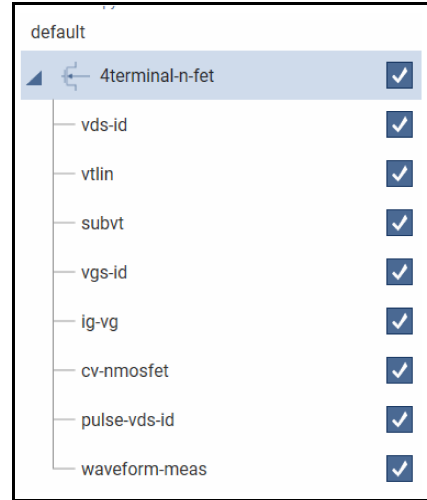 default
4terminal-n-fet
vds-id
vtlin
subvt
vgs-id
ig-vg
cv-nmosfet
pulse-vds-id
waveform-meas